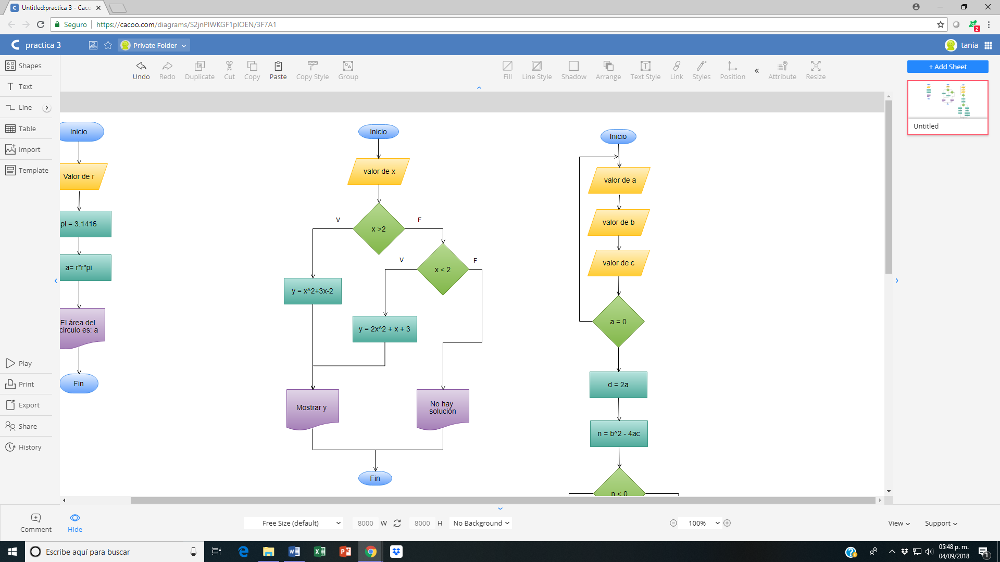 Untitled:practica 3 - Caco
Seguro
https://cacoo.com/diagrams/S2jnPIWKGF1pIOEN/3F7A1
2
practica 3
Private Folder
tania
Shapes
Text
Line
Table
Import
Template
Play
Print
Export
Share
History
Undo
Redo
Duplicate
Cut
Copy
Paste
Copy Style
Group
Fill
Line Style
Shadow
Arrange
Text Style
Link
Styles
Position
«
Attribute
Resize
+ Add Sheet
Untitled
Inicio
Valor de r
pi = 3.1416
a= r*r*pi
El área del
circulo es: a
Fin
Inicio
valor de x
x >2
V
F
x < 2
V
F
y = x^2+3x-2
y = 2x^2 + x + 3
Mostrar y
No hay
solución
Fin
Inicio
valor de a
valor de b
valor de c
a = 0
d = 2a
n = b^2 - 4ac
n < 0
Comment
Hide
Free Size (default)
8000 W
8000 H
No Background
100%
View
Support
Escribe aquí para buscar
05:48 p. m.
04/09/2018
1